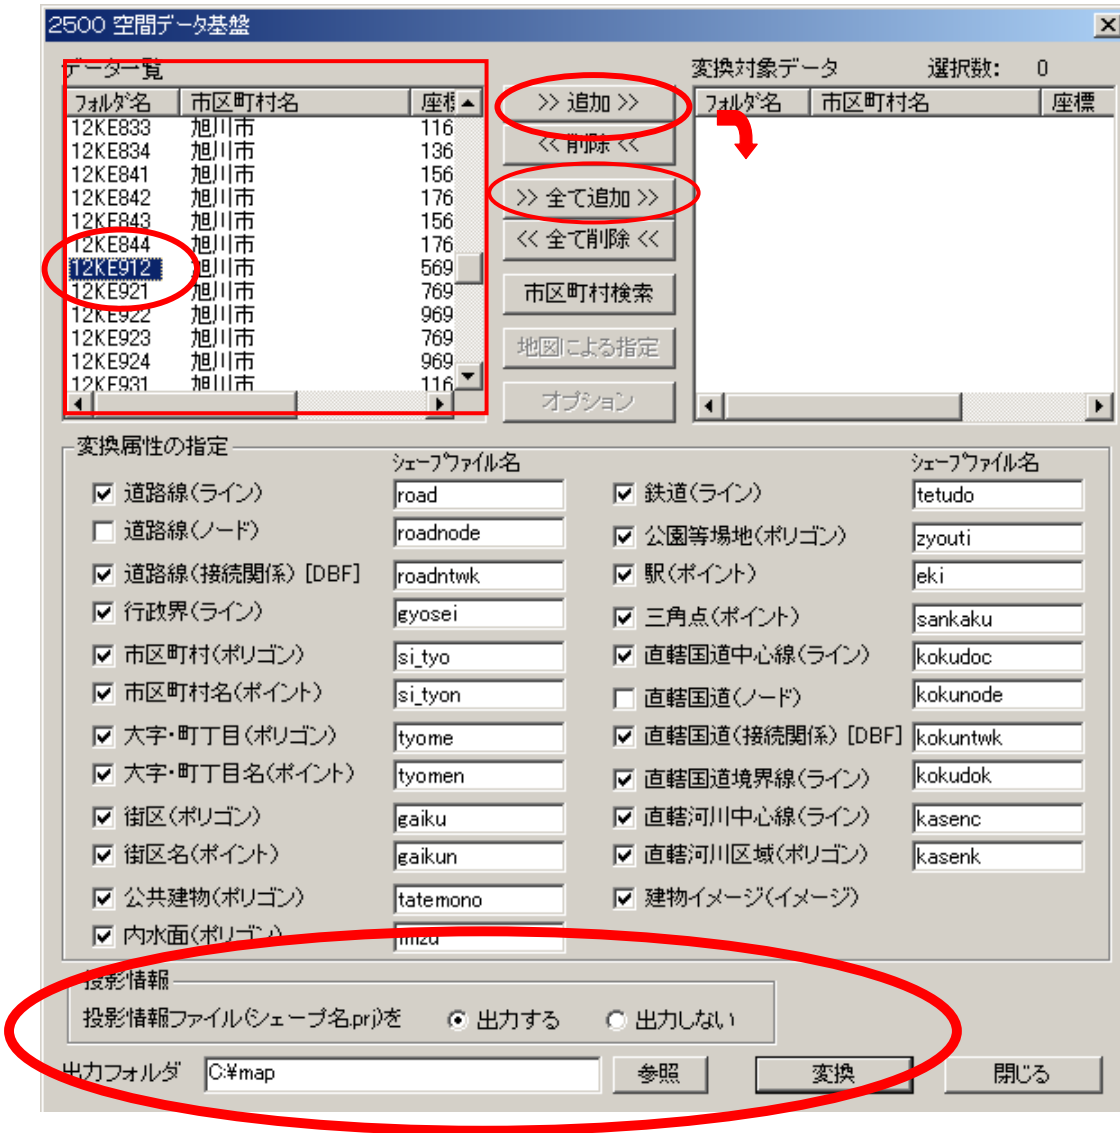 2500 空間データ基盤
データ一覧
変換対象データ 選択数: 0
フォルダ名 市区町村名 座標
12KE833 旭川市 116
12KE834 旭川市 136
12KE841 旭川市 156
12KE842 旭川市 176
12KE843 旭川市 156
12KE844 旭川市 176
12KE912 旭川市 569
12KE921 旭川市 769
12KE922 旭川市 969
12KE923 旭川市 769
12KE924 旭川市 969
12KE931 旭川市 116
>> 追加 >>
<< 削除 <<
>> 全て追加 >>
<< 全て削除 <<
市区町村検索
地図による指定
オプション
フォルダ名 市区町村名 座標
変換属性の指定
シェープファイル名
道路線(ライン) road
道路線(ノード) roadnode
道路線(接続関係) [DBF] roadntwk
行政界(ライン) gyosei
市区町村(ポリゴン) si_tyo
市区町村名(ポイント) si_tyon
大字・町丁目(ポリゴン) tyome
大字・町丁目名(ポイント) tyomen
街区(ポリゴン) gaiku
街区名(ポイント) gaikun
公共建物(ポリゴン) tatemono
内水面(ポリゴン)
シェープファイル名
鉄道(ライン) tetudo
公園等場地(ポリゴン) zyouti
駅(ポイント) eki
三角点(ポイント) sankaku
直轄国道中心線(ライン) kokudoc
直轄国道(ノード) kokunode
直轄国道(接続関係) [DBF] kokuntwk
直轄国道境界線(ライン) kokudok
直轄河川中心線(ライン) kasenc
直轄河川区域(ポリゴン) kasenk
建物イメージ(イメージ)
投影情報
投影情報ファイル(シェープ名.prj)を 出力する 出力しない
出力フォルダ C:¥map 参照 変換 閉じる